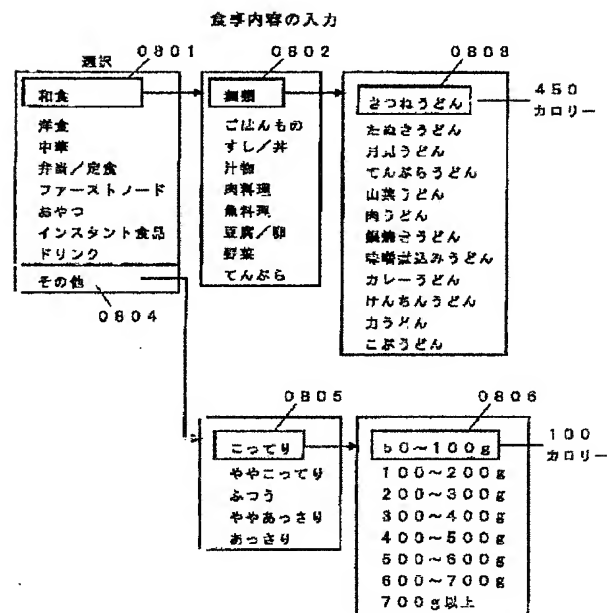 食事内容の入力
選択
0801
和食
洋食
中華
弁当/定食
ファーストフード
おやつ
インスタント食品
ドリンク
その他
0804
0802
麺類
ごはんもの
すし/丼
汁物
肉料理
魚料理
豆腐/卵
野菜
てんぷら
0803
きつねうどん
450
カロリー
たぬきうどん
月見うどん
てんぷらうどん
山菜うどん
肉うどん
鍋焼きうどん
味噌煮込みうどん
カレーうどん
けんちんうどん
力うどん
こぶうどん
0805
こってり
ややこってり
ふつう
ややあっさり
あっさり
0806
50~100g
100
カロリー
100~200g
200~300g
300~400g
400~500g
500~600g
600~700g
700g以上